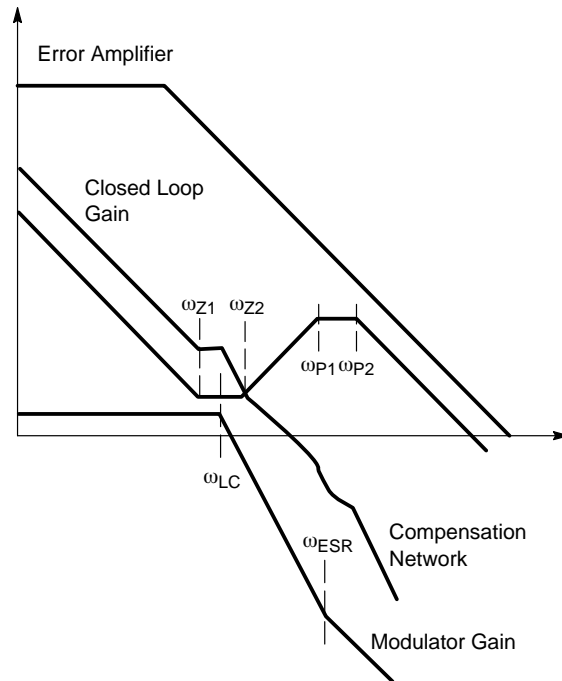 Error Amplifier
Closed Loop
Gain
ωZ1
ωZ2
ωP1
ωP2
ωLC
ωESR
Compensation
Network
Modulator Gain